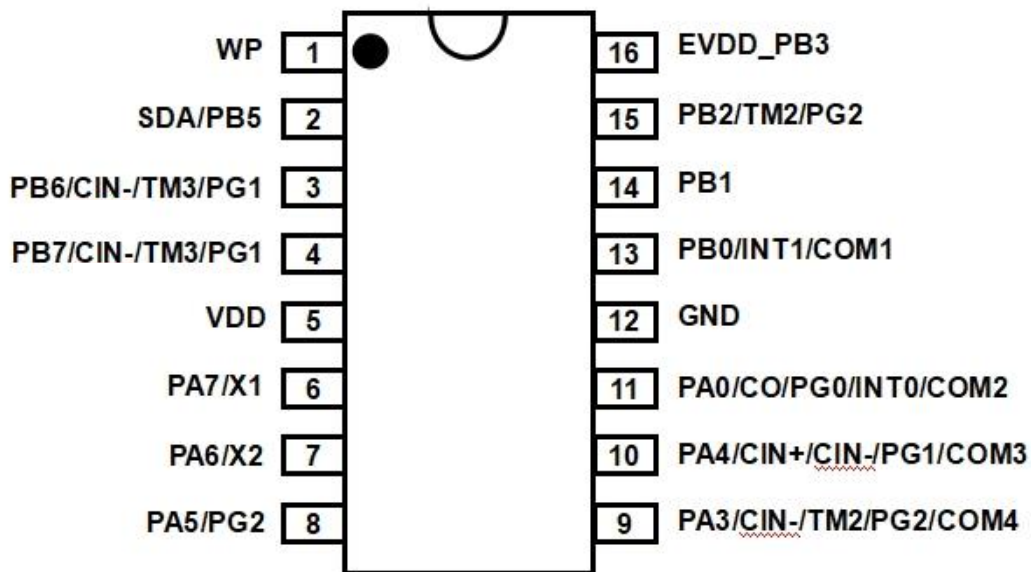 WP 1 16 EVDD_PB3
SDA/PB5 2 15 PB2/TM2/PG2
PB6/CIN-/TM3/PG1 3 14 PB1
PB7/CIN-/TM3/PG1 4 13 PB0/INT1/COM1
VDD 5 12 GND
PA7/X1 6 11 PA0/CO/PG0/INT0/COM2
PA6/X2 7 10 PA4/CIN+/CIN-/PG1/COM3
PA5/PG2 8 9 PA3/CIN-/TM2/PG2/COM4